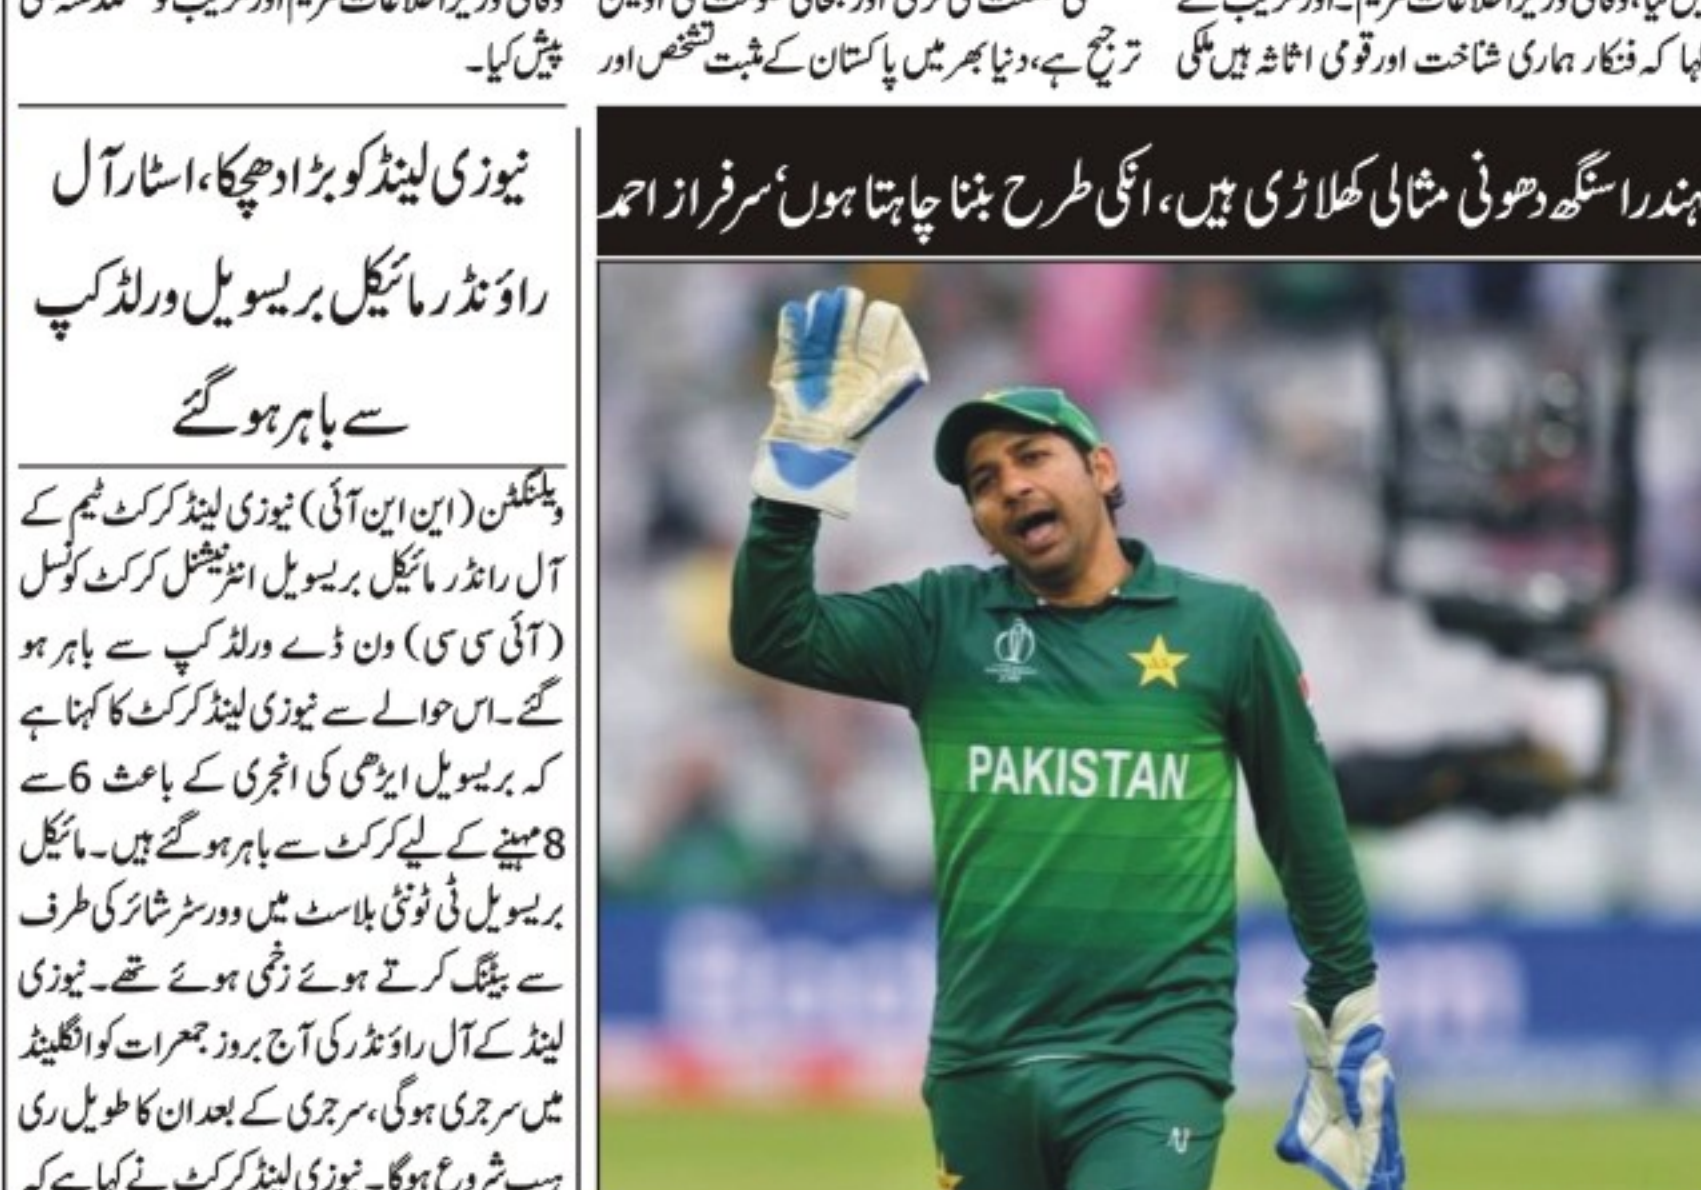 کہا کہ فنکار ہماری شناخت اور قومی اثاثہ ہیں ملکی
ترجیح ہے، دنیا بھر میں پاکستان کے مثبت تشخص اور
پیش کیا۔
ہندرا سنگھ دھونی مثالی کھلاڑی ہیں، انکی طرح بننا چاہتا ہوں‘ سرفراز احمد
PAKISTAN
نیوزی لینڈ کو بڑا دھچکا، اسٹار آل
راؤنڈر مائیکل بریسویل ورلڈ کپ
سے باہر ہو گئے
ویلنگٹن (این این آئی) نیوزی لینڈ کرکٹ ٹیم کے
آل رانڈر مائیکل بریسویل انٹرنیشنل کرکٹ کونسل
(آئی سی سی) ون ڈے ورلڈ کپ سے باہر ہو
گئے۔ اس حوالے سے نیوزی لینڈ کرکٹ کا کہنا ہے
کہ بریسویل ایڑھی کی انجری کے باعث 6 سے
8 مہینے کے لیے کرکٹ سے باہر ہو گئے ہیں۔ مائیکل
بریسویل ٹی ٹونٹی بلاسٹ میں وورسٹر شائر کی طرف
سے بیٹنگ کرتے ہوئے زخمی ہوئے تھے۔ نیوزی
لینڈ کے آل راؤنڈر کی آج بروز جمعرات کو انگلینڈ
میں سرجری ہوگی، سرجری کے بعد ان کا طویل ری
ہیب شروع ہوگا۔ نیوزی لینڈ کرکٹ نے کہا ہے کہ